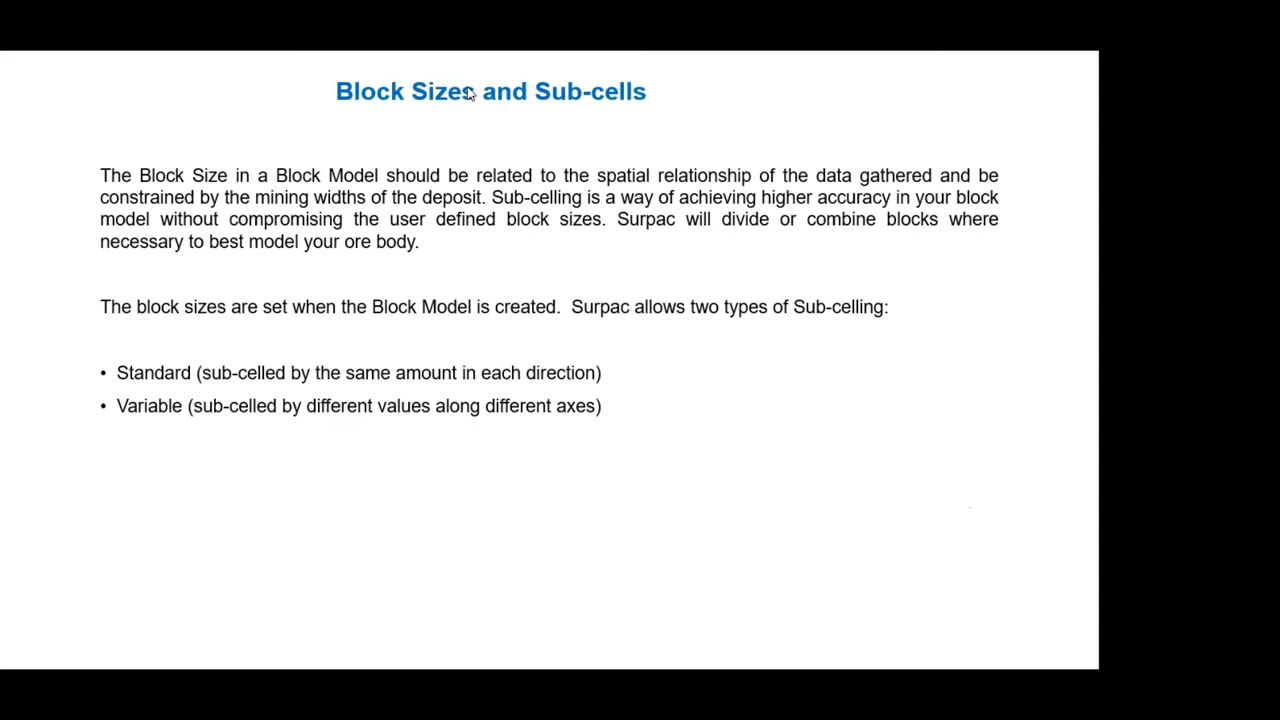 Block Sizes and Sub-cells
The Block Size in a Block Model should be related to the spatial relationship of the data gathered and be
constrained by the mining widths of the deposit. Sub-celling is a way of achieving higher accuracy in your block
model without compromising the user defined block sizes. Surpac will divide or combine blocks where
necessary to best model your ore body.
The block sizes are set when the Block Model is created. Surpac allows two types of Sub-celling:
• Standard (sub-celled by the same amount in each direction)
• Variable (sub-celled by different values along different axes)